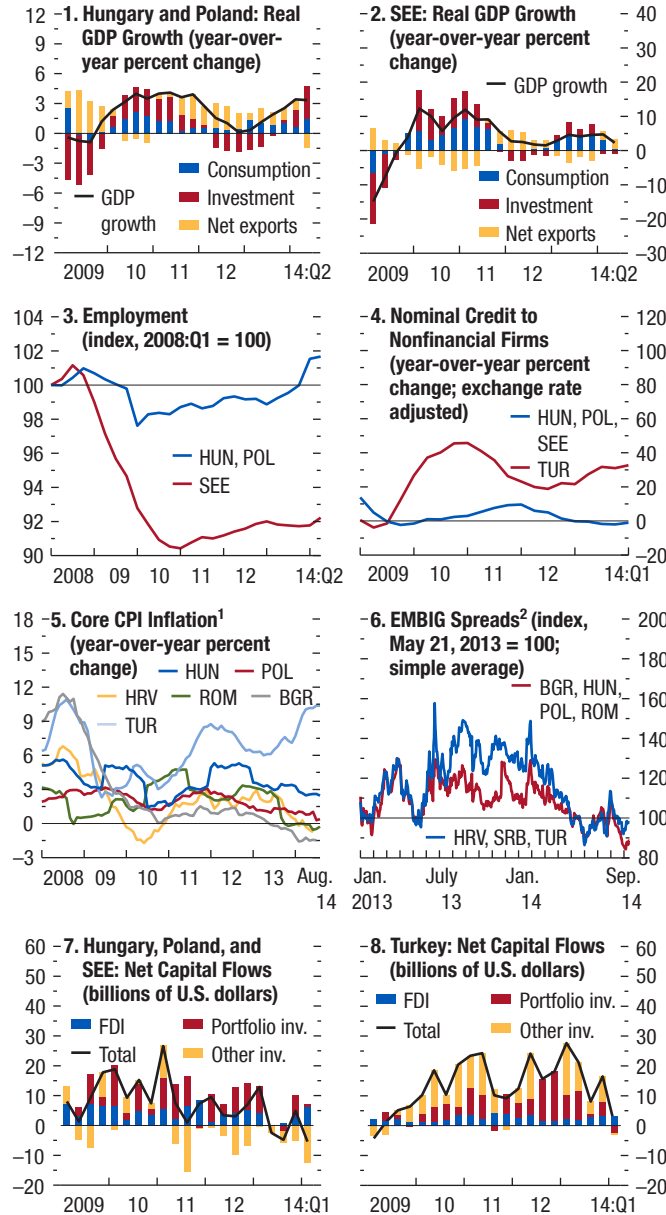 1. Hungary and Poland: Real
GDP Growth (year-over-
year percent change)
12
9
6
3
0
–3
–6
–9
–12
GDP
growth
Consumption
Investment
Net exports
2009 10 11 12 14:Q2
2. SEE: Real GDP Growth
(year-over-year percent
change)
GDP growth
40
30
20
10
0
–10
–20
–30
Consumption
Investment
Net exports
2009 10 11 12 14:Q2
3. Employment
(index, 2008:Q1 = 100)
104
102
100
98
96
94
92
90
HUN, POL
SEE
2008 09 10 11 12 14:Q2
4. Nominal Credit to
Nonfinancial Firms
(year-over-year percent
change; exchange rate
adjusted)
120
100
80
60
40
20
0
–20
HUN, POL,
SEE
TUR
2009 10 11 12 14:Q1
5. Core CPI Inflation1
(year-over-year percent
change)
18
15
12
9
6
3
0
–3
HUN POL
HRV ROM BGR
TUR
2008 09 10 11 12 13 Aug.
14
6. EMBIG Spreads2 (index,
May 21, 2013 = 100;
simple average)
200
180
160
140
120
100
80
BGR, HUN,
POL, ROM
HRV, SRB, TUR
Jan. July Jan. Sep.
2013 13 14 14
7. Hungary, Poland, and
SEE: Net Capital Flows
(billions of U.S. dollars)
60
50
40
30
20
10
0
–10
–20
FDI Portfolio inv.
Total Other inv.
2009 10 11 12 14:Q1
8. Turkey: Net Capital Flows
(billions of U.S. dollars)
60
50
40
30
20
10
0
–10
–20
FDI Portfolio inv.
Total Other inv.
2009 10 11 12 14:Q1